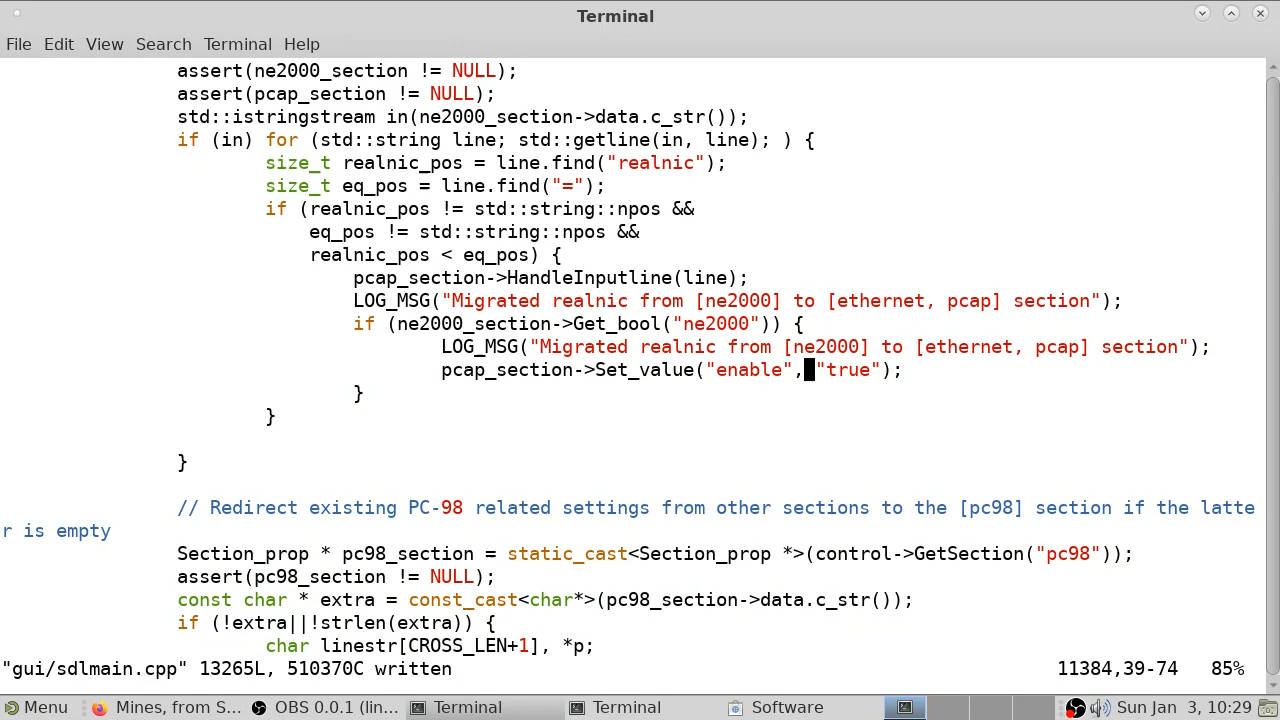 Terminal
File Edit View Search Terminal Help
assert(ne2000_section != NULL);
assert(pcap_section != NULL);
std::istringstream in(ne2000_section->data.c_str());
if (in) for (std::string line; std::getline(in, line); ) {
size_t realnic_pos = line.find("realnic");
size_t eq_pos = line.find("=");
if (realnic_pos != std::string::npos &&
eq_pos != std::string::npos &&
realnic_pos < eq_pos) {
pcap_section->HandleInputline(line);
LOG_MSG("Migrated realnic from [ne2000] to [ethernet, pcap] section");
if (ne2000_section->Get_bool("ne2000")) {
LOG_MSG("Migrated realnic from [ne2000] to [ethernet, pcap] section");
pcap_section->Set_value("enable", "true");
}
}
}
// Redirect existing PC-98 related settings from other sections to the [pc98] section if the latte
r is empty
Section_prop * pc98_section = static_cast<Section_prop *>(control->GetSection("pc98"));
assert(pc98_section != NULL);
const char * extra = const_cast<char*>(pc98_section->data.c_str());
if (!extra||!strlen(extra)) {
char linestr[CROSS_LEN+1], *p;
"gui/sdlmain.cpp" 13265L, 510370C written 11384,39-74 85%
Menu Mines, from S... OBS 0.0.1 (lin... Terminal Terminal Software Sun Jan 3, 10:29